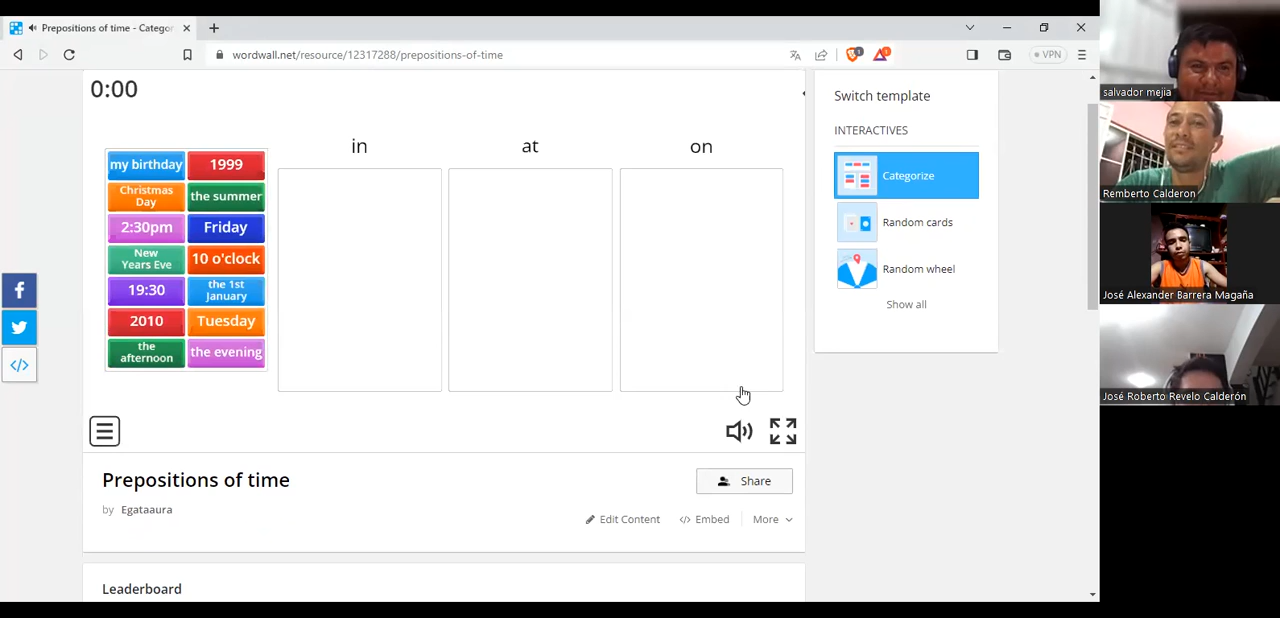 Prepositions of time - Categor
wordwall.net/resource/12317288/prepositions-of-time
1
1
VPN
0:00
in
at
on
my birthday
1999
Christmas
Day
the summer
2:30pm
Friday
New
Years Eve
10 o'clock
19:30
the 1st
January
2010
Tuesday
the
afternoon
the evening
Prepositions of time
by Egataaura
Share
Edit Content
Embed
More
Leaderboard
Switch template
INTERACTIVES
Categorize
Random cards
Random wheel
Show all
salvador mejia
Remberto Calderon
José Alexander Barrera Magaña
José Roberto Revelo Calderón